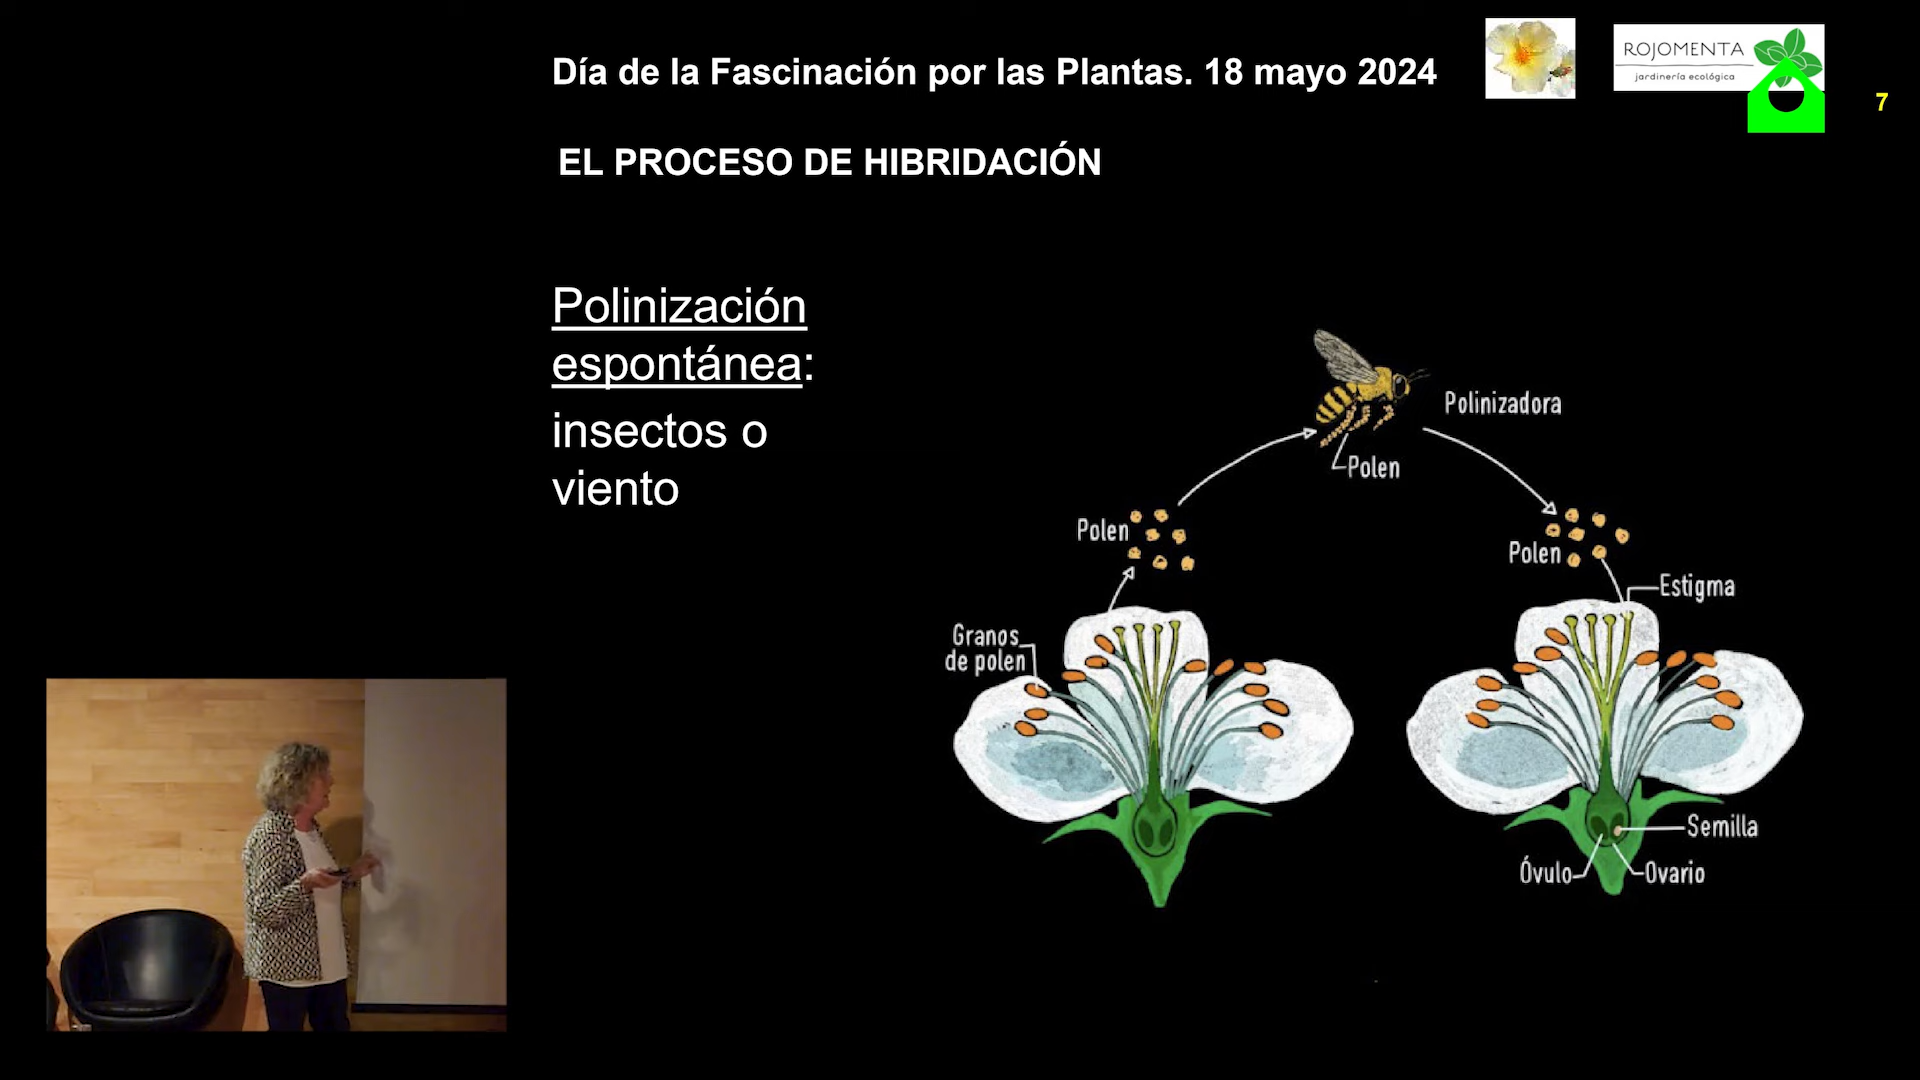 Día de la Fascinación por las Plantas. 18 mayo 2024
ROJOMENTA
jardinería ecológica
7
EL PROCESO DE HIBRIDACIÓN
Polinización
espontánea:
insectos o
viento
Polinizadora
Polen
Polen
Polen
Estigma
Granos
de polen
Semilla
Óvulo
Ovario